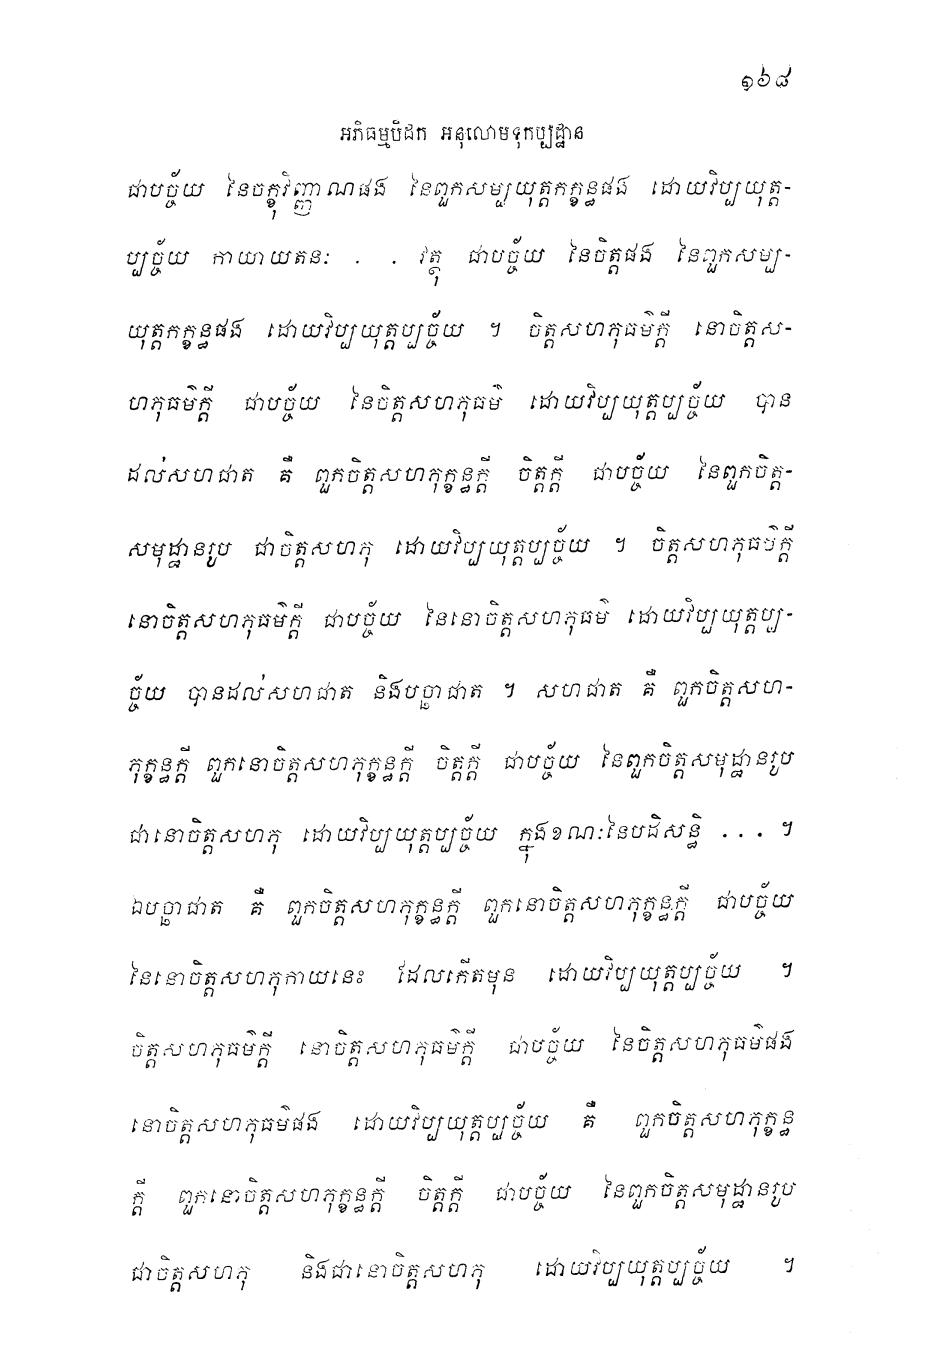 ១៦៨
អភិធម្មបិដក អនុលោមទុកប្បដ្ឋាន
ជាបច្ច័យ នៃចក្ខុវិញ្ញាណផង នៃពួកសម្បយុត្តកក្ខន្ធផង ដោយវិប្បយុត្ត-
ប្បច្ច័យ កាយាយតនៈ . . វត្ថុ ជាបច្ច័យ នៃចិត្តផង នៃពួកសម្ប-
យុត្តកក្ខន្ធផង ដោយវិប្បយុត្តប្បច្ច័យ ។ ចិត្តសហភុធម៌ក្តី នោចិត្តស-
ហភុធម៌ក្តី ជាបច្ច័យ នៃចិត្តសហភុធម៌ ដោយវិប្បយុត្តប្បច្ច័យ បាន
ដល់សហជាត គឺ ពួកចិត្តសហភុក្ខន្ធក្តី ចិត្តក្តី ជាបច្ច័យ នៃពួកចិត្ត-
សមុដ្ឋានរូប ជាចិត្តសហភុ ដោយវិប្បយុត្តប្បច្ច័យ ។ ចិត្តសហភុធម៌ក្តី
នោចិត្តសហភុធម៌ក្តី ជាបច្ច័យ នៃនោចិត្តសហភុធម៌ ដោយវិប្បយុត្តប្ប-
ច្ច័យ បានដល់សហជាត និងបច្ឆាជាត ។ សហជាត គឺ ពួកចិត្តសហ-
ភុក្ខន្ធក្តី ពួកនោចិត្តសហភុក្ខន្ធក្តី ចិត្តក្តី ជាបច្ច័យ នៃពួកចិត្តសមុដ្ឋានរូប
ជានោចិត្តសហភុ ដោយវិប្បយុត្តប្បច្ច័យ ក្នុងខណៈនៃបដិសន្ធិ . . . ។
ឯបច្ឆាជាត គឺ ពួកចិត្តសហភុក្ខន្ធក្តី ពួកនោចិត្តសហភុក្ខន្ធក្តី ជាបច្ច័យ
នៃនោចិត្តសហភុកាយនេះ ដែលកើតមុន ដោយវិប្បយុត្តប្បច្ច័យ ។
ចិត្តសហភុធម៌ក្តី នោចិត្តសហភុធម៌ក្តី ជាបច្ច័យ នៃចិត្តសហភុធម៌ផង
នោចិត្តសហភុធម៌ផង ដោយវិប្បយុត្តប្បច្ច័យ គឺ ពួកចិត្តសហភុក្ខន្ធ
ក្តី ពួកនោចិត្តសហភុក្ខន្ធក្តី ចិត្តក្តី ជាបច្ច័យ នៃពួកចិត្តសមុដ្ឋានរូប
ជាចិត្តសហភុ និងជានោចិត្តសហភុ ដោយវិប្បយុត្តប្បច្ច័យ ។